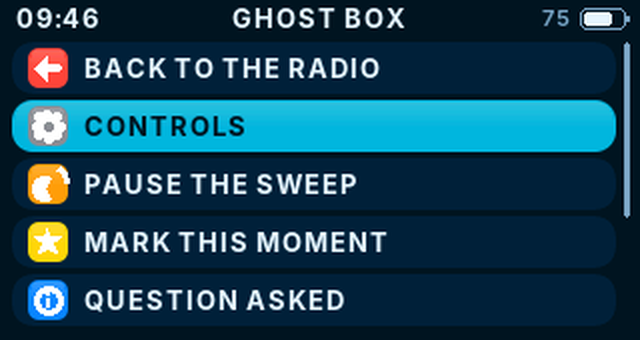 09:46 GHOST BOX 75
BACK TO THE RADIO
CONTROLS
PAUSE THE SWEEP
MARK THIS MOMENT
QUESTION ASKED